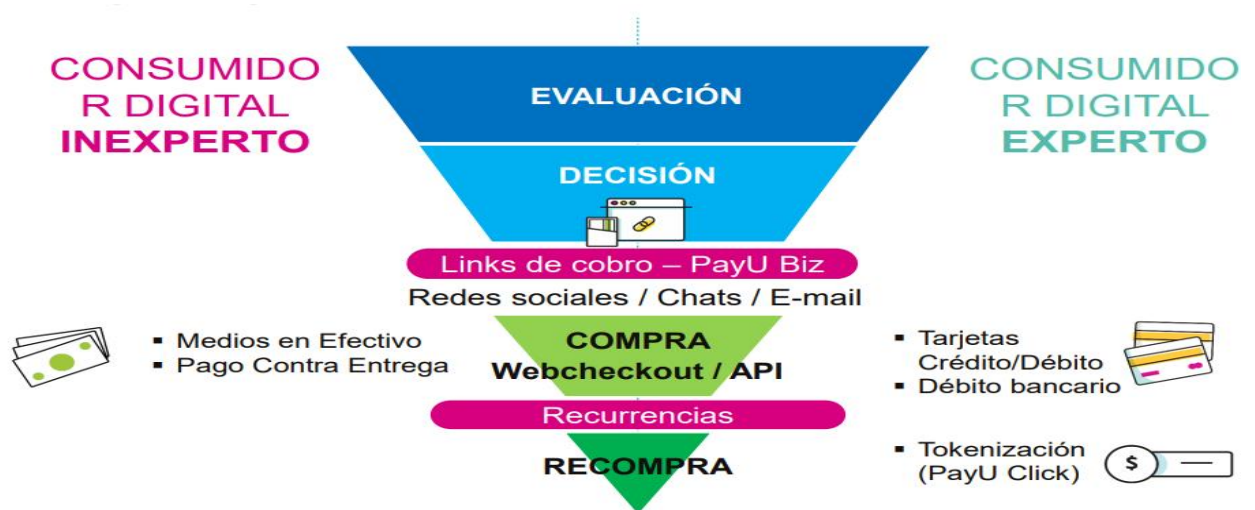 CONSUMIDO
R DIGITAL
INEXPERTO
EVALUACIÓN
CONSUMIDO
R DIGITAL
EXPERTO
DECISIÓN
Links de cobro – PayU Biz
Redes sociales / Chats / E-mail
▪ Medios en Efectivo
▪ Pago Contra Entrega
COMPRA
Webcheckout / API
▪ Tarjetas
Crédito/Débito
▪ Débito bancario
Recurrencias
RECOMPRA
▪ Tokenización
(PayU Click)
$